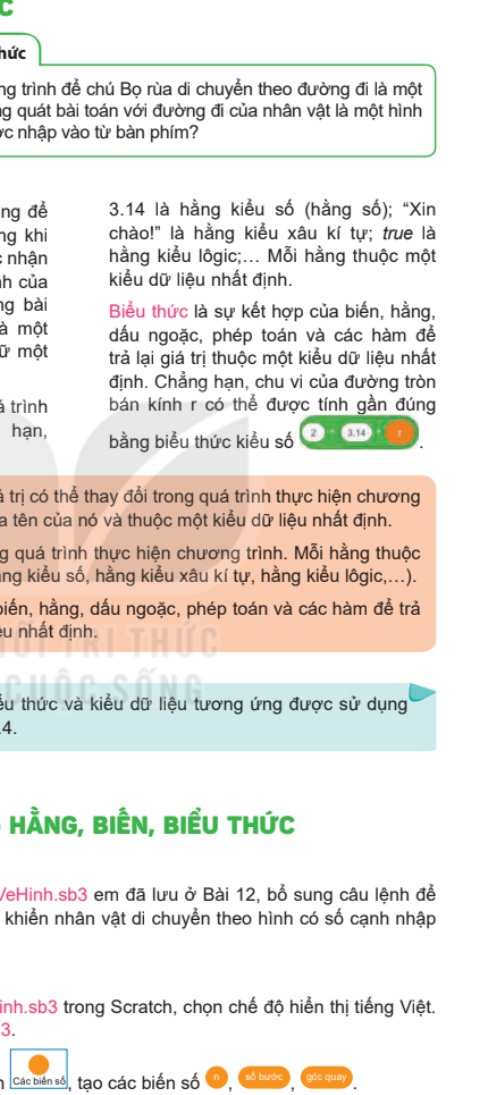 ng trình để chú Bọ rùa di chuyển theo đường đi là một
g quát bài toán với đường đi của nhân vật là một hình
nhập vào từ bàn phím?
ng để
ng khi
nhận
h của
ng bài
à một
ữ một
trình
hạn,
3.14 là hằng kiểu số (hằng số); “Xin
chào!” là hằng kiểu xâu kí tự; true là
hằng kiểu lôgic;... Mỗi hằng thuộc một
kiểu dữ liệu nhất định.
Biểu thức là sự kết hợp của biến, hằng,
dấu ngoặc, phép toán và các hàm để
trả lại giá trị thuộc một kiểu dữ liệu nhất
định. Chẳng hạn, chu vi của đường tròn
bán kính r có thể được tính gần đúng
bằng biểu thức kiểu số 2 * 3.14 * r .
trị có thể thay đổi trong quá trình thực hiện chương
a tên của nó và thuộc một kiểu dữ liệu nhất định.
g quá trình thực hiện chương trình. Mỗi hằng thuộc
ng kiểu số, hằng kiểu xâu kí tự, hằng kiểu lôgic,...).
biến, hằng, dấu ngoặc, phép toán và các hàm để trả
ệu nhất định.
TRI THỨC
CUỘC SỐNG
ểu thức và kiểu dữ liệu tương ứng được sử dụng
4.
HẰNG, BIẾN, BIỂU THỨC
VeHinh.sb3 em đã lưu ở Bài 12, bổ sung câu lệnh để
khiển nhân vật di chuyển theo hình có số cạnh nhập
inh.sb3 trong Scratch, chọn chế độ hiển thị tiếng Việt.
3.
Các biến số , tạo các biến số n , số bước , góc quay .